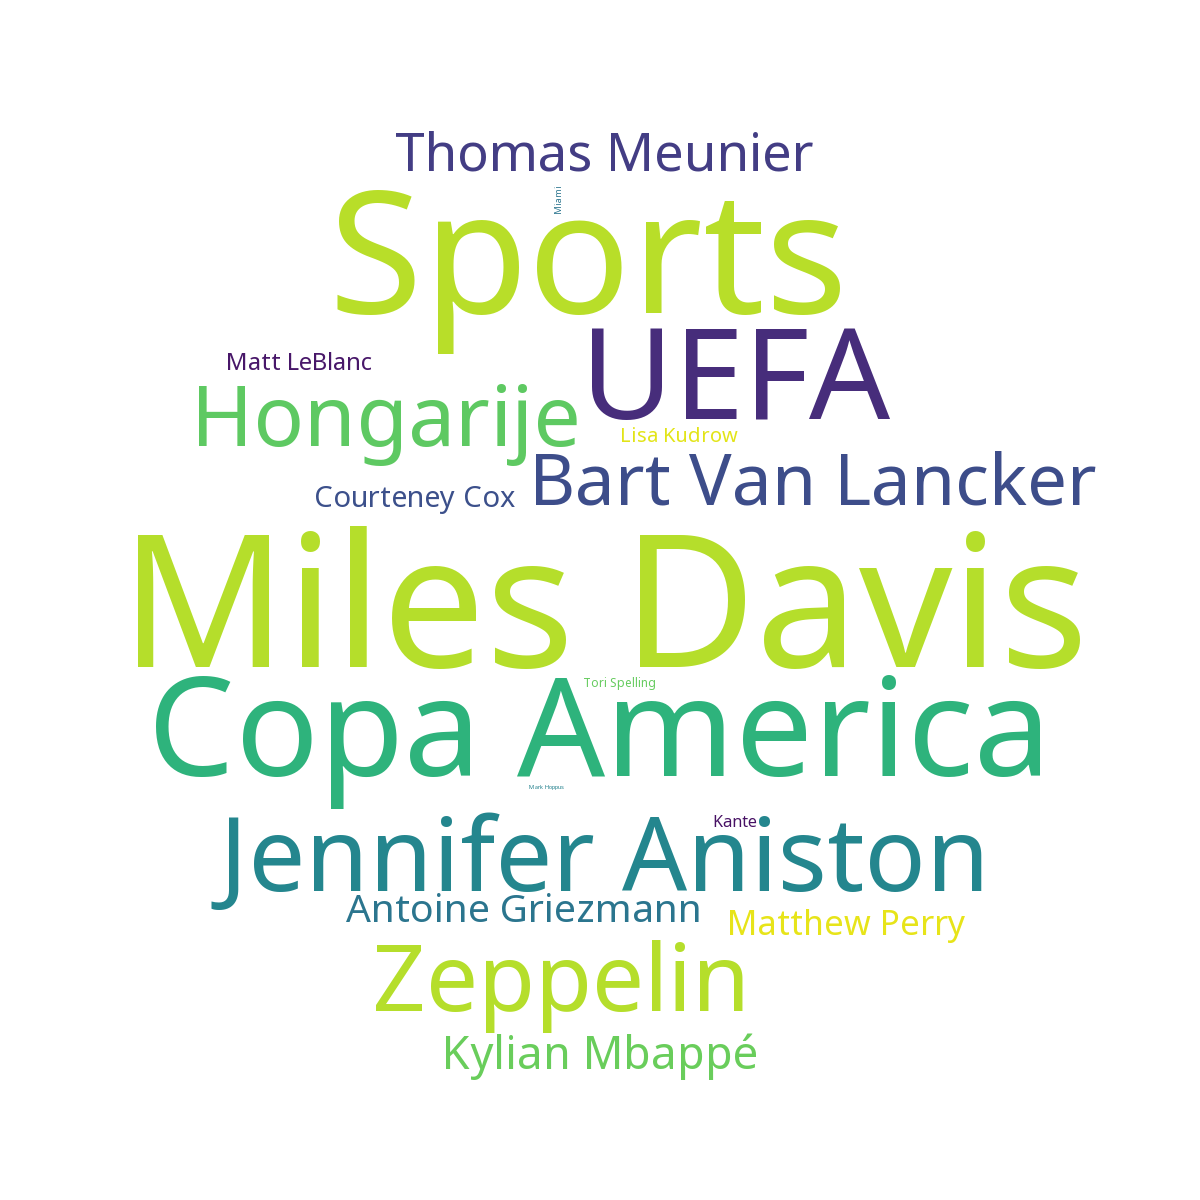 Thomas Meunier
Miami
Sports
UEFA
Matt LeBlanc
Hongarije
Lisa Kudrow
Bart Van Lancker
Courteney Cox
Miles Davis
Tori Spelling
Copa America
Mark Hoppus
Kante
Jennifer Aniston
Antoine Griezmann
Matthew Perry
Zeppelin
Kylian Mbappé